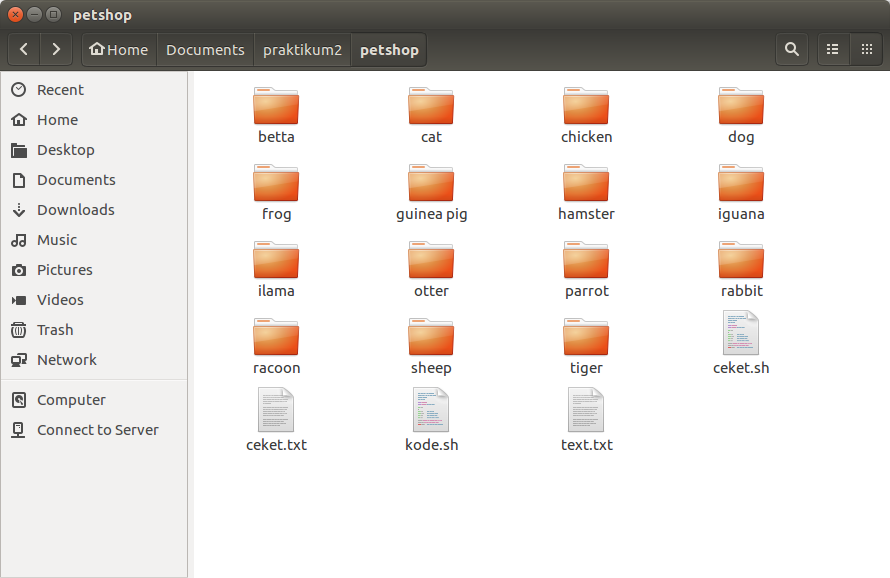 petshop
Home Documents praktikum2 petshop
Recent
Home
Desktop
Documents
Downloads
Music
Pictures
Videos
Trash
Network
Computer
Connect to Server
betta cat chicken dog
frog guinea pig hamster iguana
ilama otter parrot rabbit
racoon sheep tiger ceket.sh
ceket.txt kode.sh text.txt